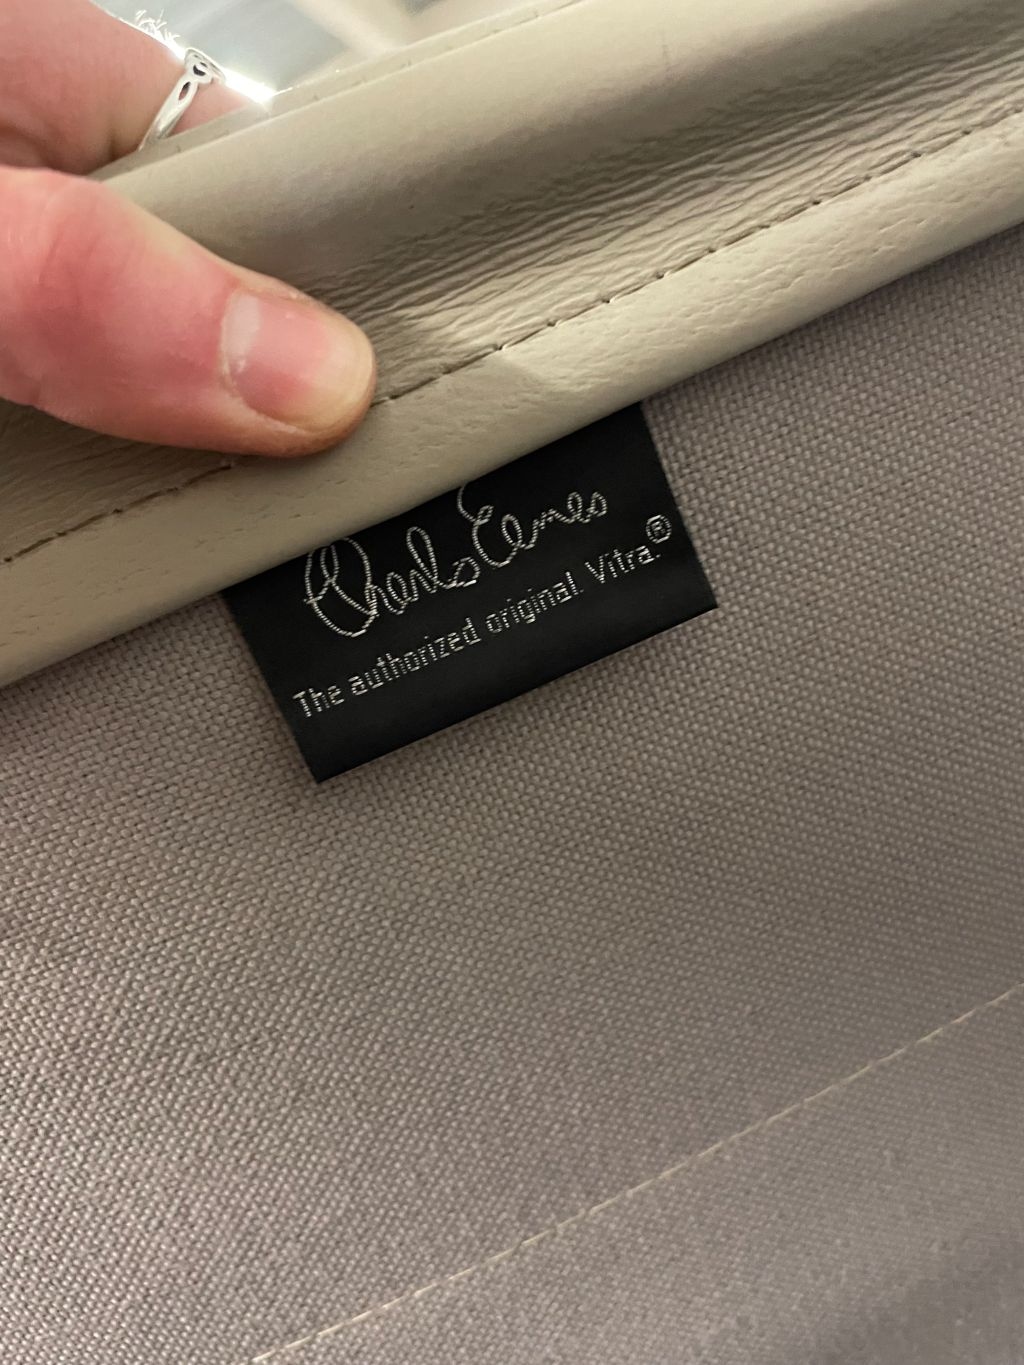 Charles Eames
The authorized original. Vitra.®